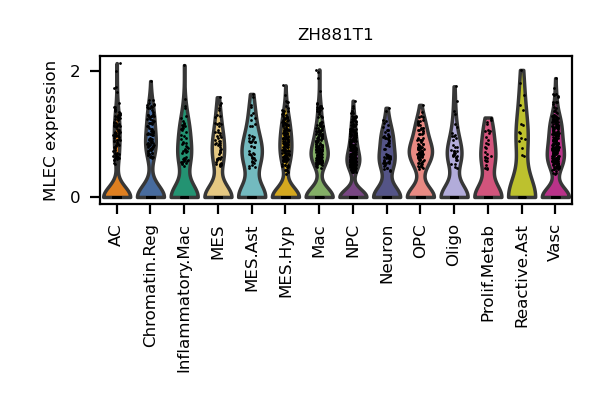 ZH881T1
MLEC expression
2
0
AC
Chromatin.Reg
Inflammatory.Mac
MES
MES.Ast
MES.Hyp
Mac
NPC
Neuron
OPC
Oligo
Prolif.Metab
Reactive.Ast
Vasc